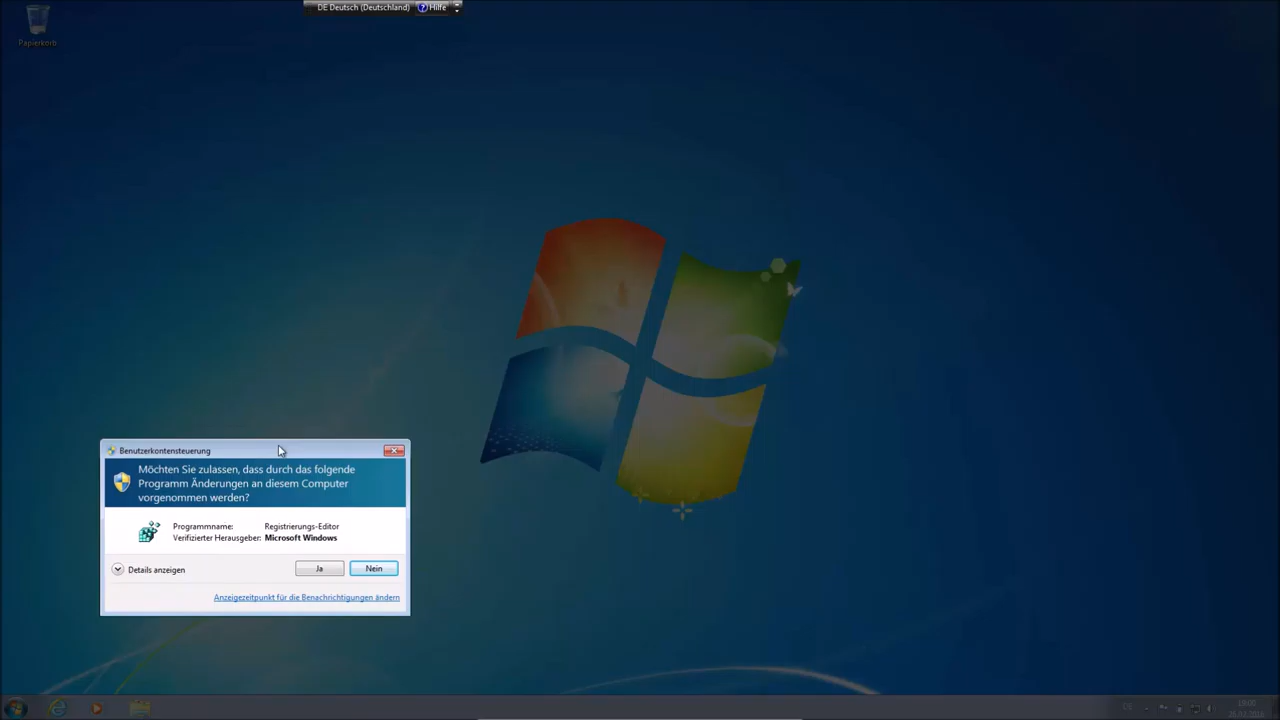 DE Deutsch (Deutschland) Hilfe
Papierkorb
Benutzerkontensteuerung
Möchten Sie zulassen, dass durch das folgende
Programm Änderungen an diesem Computer
vorgenommen werden?
Programmname: Registrierungs-Editor
Verifizierter Herausgeber: Microsoft Windows
Details anzeigen
Ja
Nein
Anzeigezeitpunkt für die Benachrichtigungen ändern